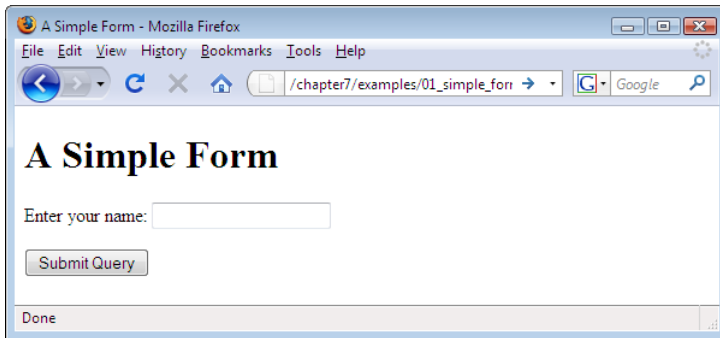 A Simple Form - Mozilla Firefox
File Edit View History Bookmarks Tools Help
/chapter7/examples/01_simple_forr G Google
A Simple Form
Enter your name:
Submit Query
Done